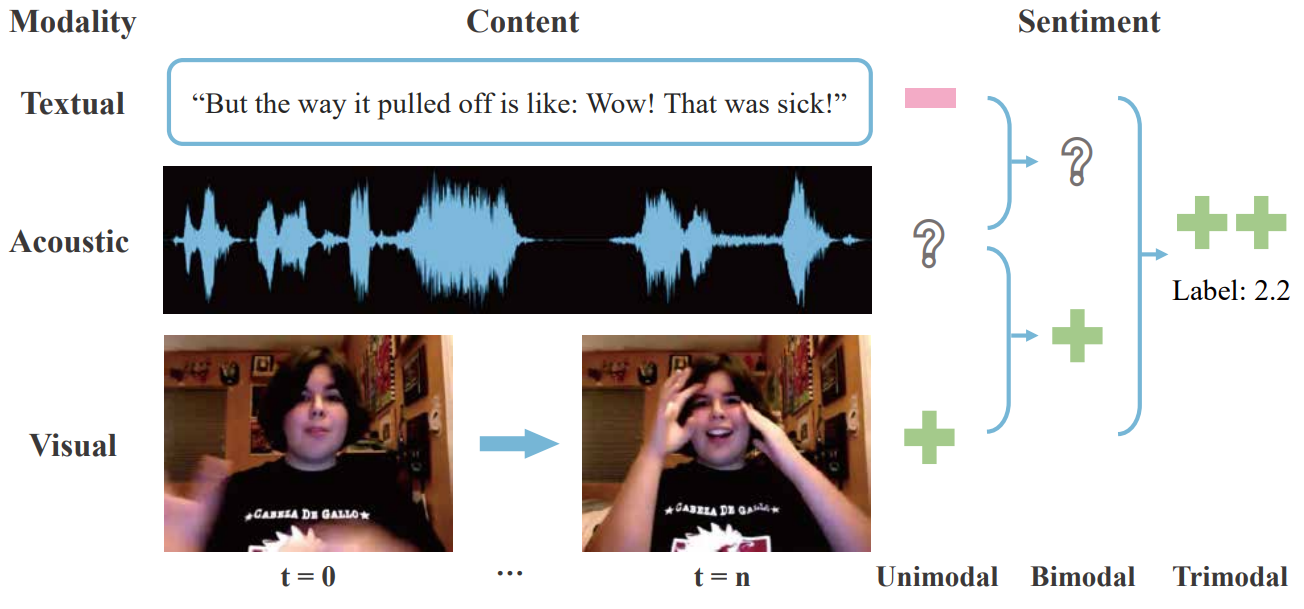 Modality Content Sentiment
Textual “But the way it pulled off is like: Wow! That was sick!”
?
Acoustic ?
Label: 2.2
Visual
★CABEZA DE GALLO★ ★CABEZA DE GALLO★
t = 0 ... t = n Unimodal Bimodal Trimodal